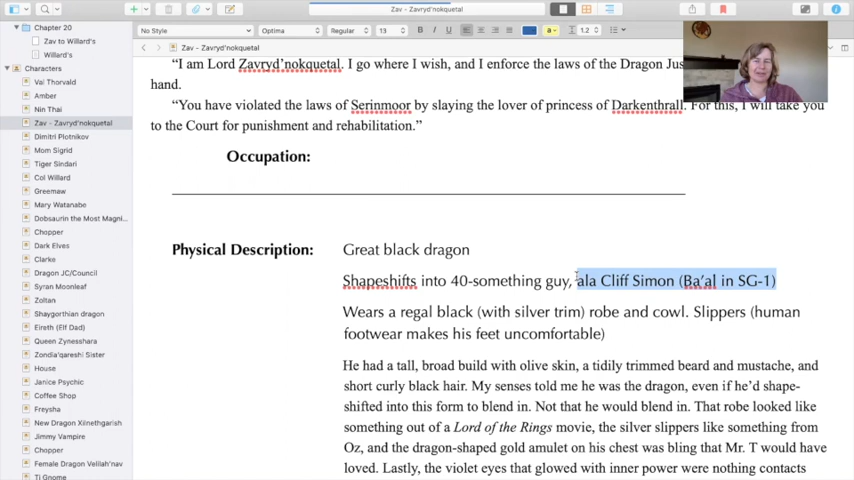 Zav - Zavryd'nokquetal
No Style
Optima
Regular
13
B
I
U
a
1.2
Chapter 20
Zav to Willard's
Willard's
Characters
Val Thorvald
Amber
Nin Thai
Zav - Zavryd'nokquetal
Dimitri Plotnikov
Mom Sigrid
Tiger Sindari
Col Willard
Greemaw
Mary Watanabe
Dobsaurin the Most Magni...
Chopper
Dark Elves
Clarke
Dragon JC/Council
Syran Moonleaf
Zoltan
Shaygorthian dragon
Eireth (Elf Dad)
Queen Zynesshara
Zondia'qareshi Sister
House
Janice Psychic
Coffee Shop
Freysha
New Dragon Xilnethgarish
Jimmy Vampire
Chopper
Female Dragon Velilah'nav
Ti Gnome
Zav - Zavryd'nokquetal
“I am Lord Zavryd’nokquetal. I go where I wish, and I enforce the laws of the Dragon Jus
hand.
“You have violated the laws of Serinmoor by slaying the lover of princess of Darkenthrall. For this, I will take you
to the Court for punishment and rehabilitation.”
Occupation:
Physical Description: Great black dragon
Shapeshifts into 40-something guy, ala Cliff Simon (Ba’al in SG-1)
Wears a regal black (with silver trim) robe and cowl. Slippers (human
footwear makes his feet uncomfortable)
He had a tall, broad build with olive skin, a tidily trimmed beard and mustache, and
short curly black hair. My senses told me he was the dragon, even if he’d shape-
shifted into this form to blend in. Not that he would blend in. That robe looked like
something out of a Lord of the Rings movie, the silver slippers like something from
Oz, and the dragon-shaped gold amulet on his chest was bling that Mr. T would have
loved. Lastly, the violet eyes that glowed with inner power were nothing contacts